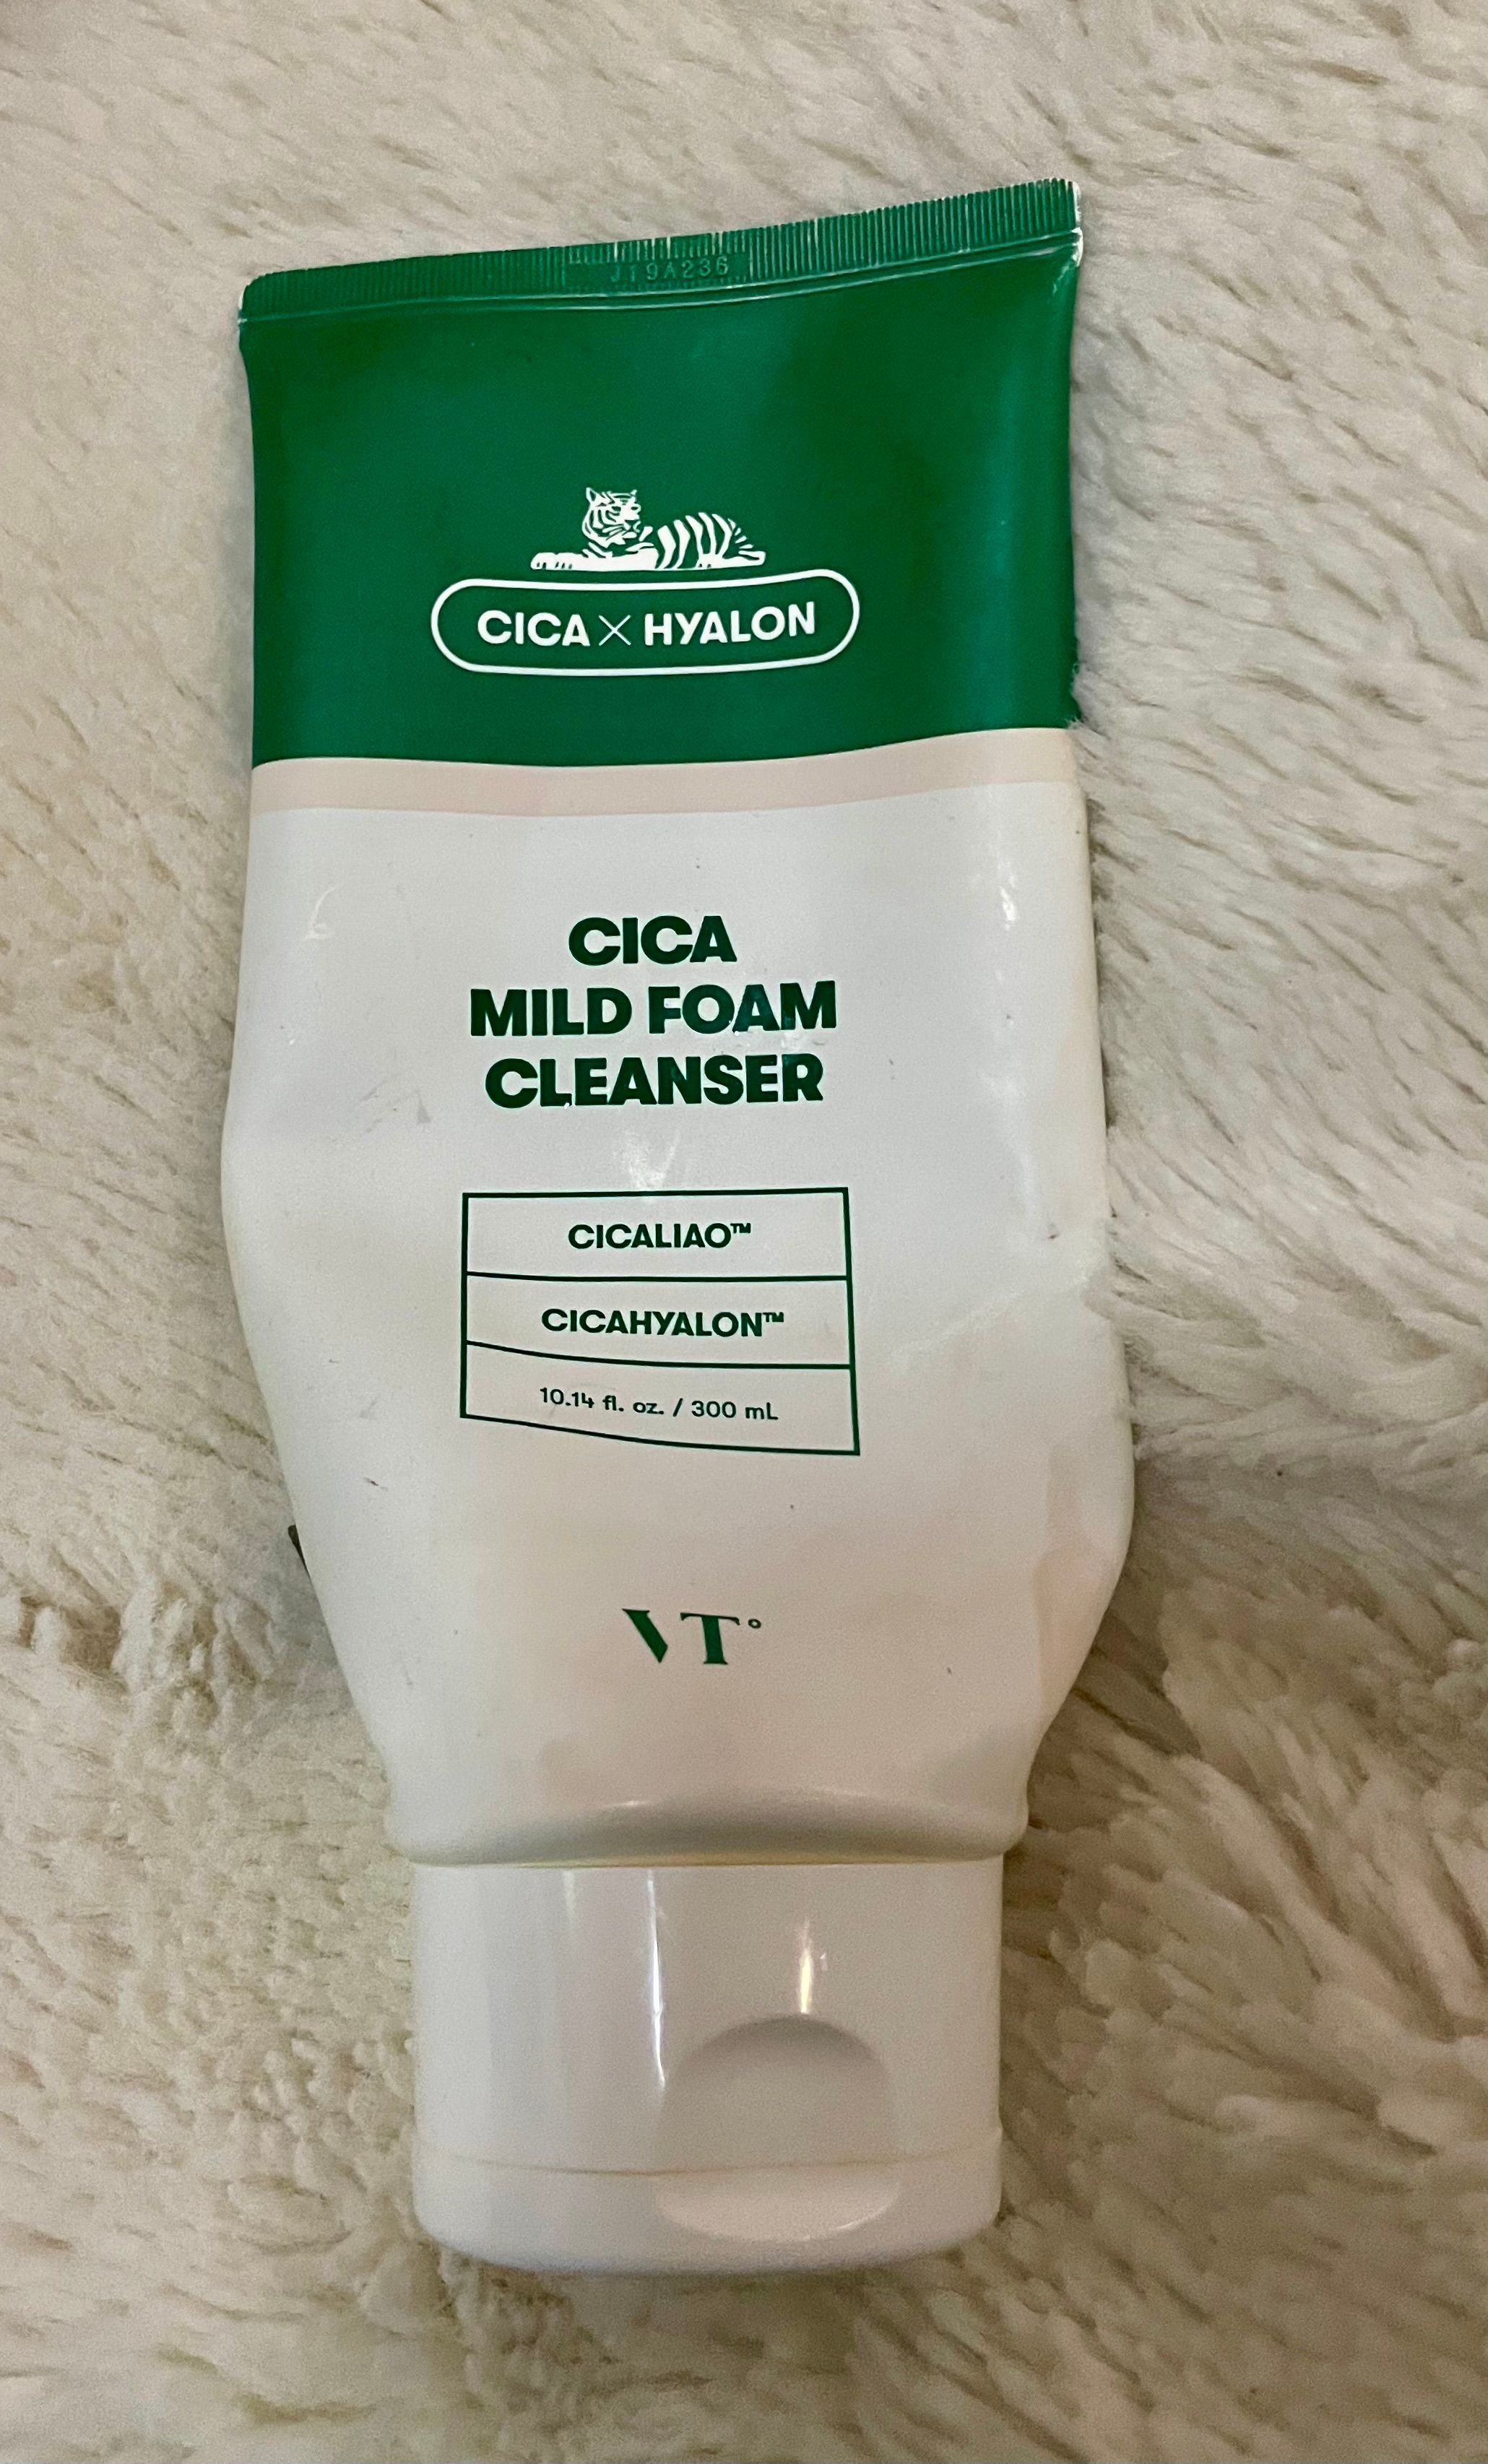 J19A236
CICA X HYALON
CICA
MILD FOAM
CLEANSER
CICALIAO™
CICAHYALON™
10.14 fl. oz. / 300 mL
VT°